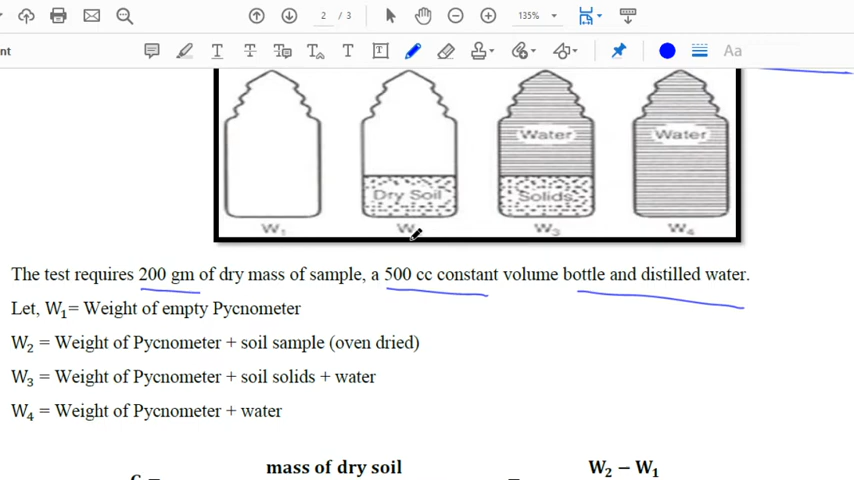 2 / 3
135%
nt
Aa
Water
Water
Dry Soil
Solids
W₁
W₃
W₄
The test requires 200 gm of dry mass of sample, a 500 cc constant volume bottle and distilled water.
Let, W₁= Weight of empty Pycnometer
W₂ = Weight of Pycnometer + soil sample (oven dried)
W₃ = Weight of Pycnometer + soil solids + water
W₄ = Weight of Pycnometer + water
mass of dry soil
W₂ − W₁
=